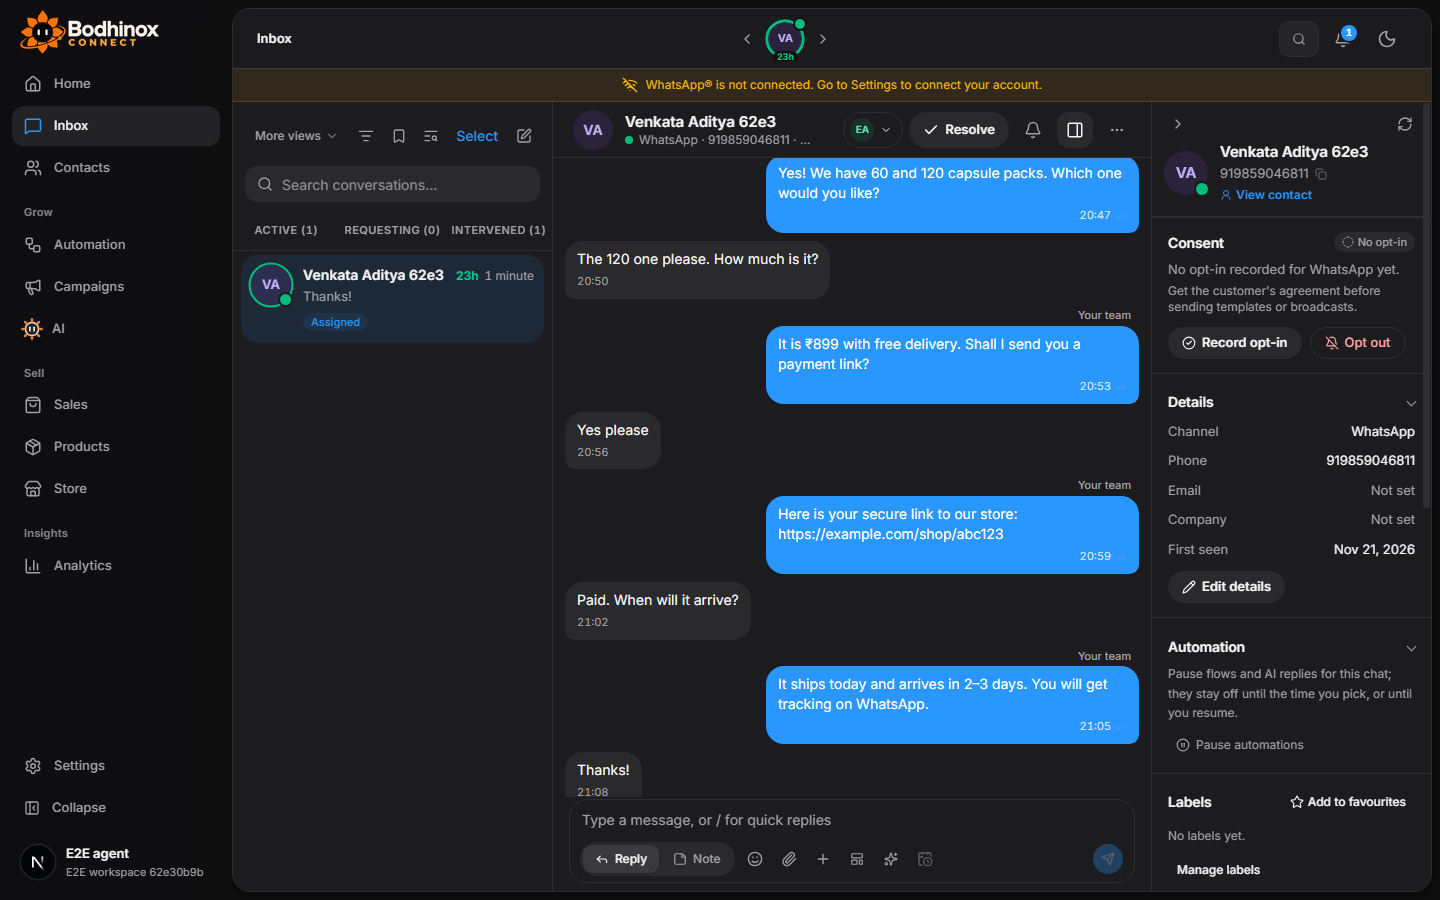 Bodhinox
CONNECT
Home
Inbox
Contacts
Grow
Automation
Campaigns
AI
Sell
Sales
Products
Store
Insights
Analytics
Settings
Collapse
N
E2E agent
E2E workspace 62e30b9b
Inbox
VA
23h
1
WhatsApp® is not connected. Go to Settings to connect your account.
More views
Select
Search conversations...
ACTIVE (1) REQUESTING (0) INTERVENED (1)
VA
Venkata Aditya 62e3 23h 1 minute
Thanks!
Assigned
VA
Venkata Aditya 62e3
WhatsApp · 919859046811 · ...
EA
Resolve
Yes! We have 60 and 120 capsule packs. Which one
would you like?
20:47
The 120 one please. How much is it?
20:50
Your team
It is ₹899 with free delivery. Shall I send you a
payment link?
20:53
Yes please
20:56
Your team
Here is your secure link to our store:
https://example.com/shop/abc123
20:59
Paid. When will it arrive?
21:02
Your team
It ships today and arrives in 2–3 days. You will get
tracking on WhatsApp.
21:05
Thanks!
21:08
Type a message, or / for quick replies
Reply
Note
VA
Venkata Aditya 62e3
919859046811
View contact
Consent
No opt-in
No opt-in recorded for WhatsApp yet.
Get the customer's agreement before
sending templates or broadcasts.
Record opt-in
Opt out
Details
Channel WhatsApp
Phone 919859046811
Email Not set
Company Not set
First seen Nov 21, 2026
Edit details
Automation
Pause flows and AI replies for this chat;
they stay off until the time you pick, or until
you resume.
Pause automations
Labels
Add to favourites
No labels yet.
Manage labels